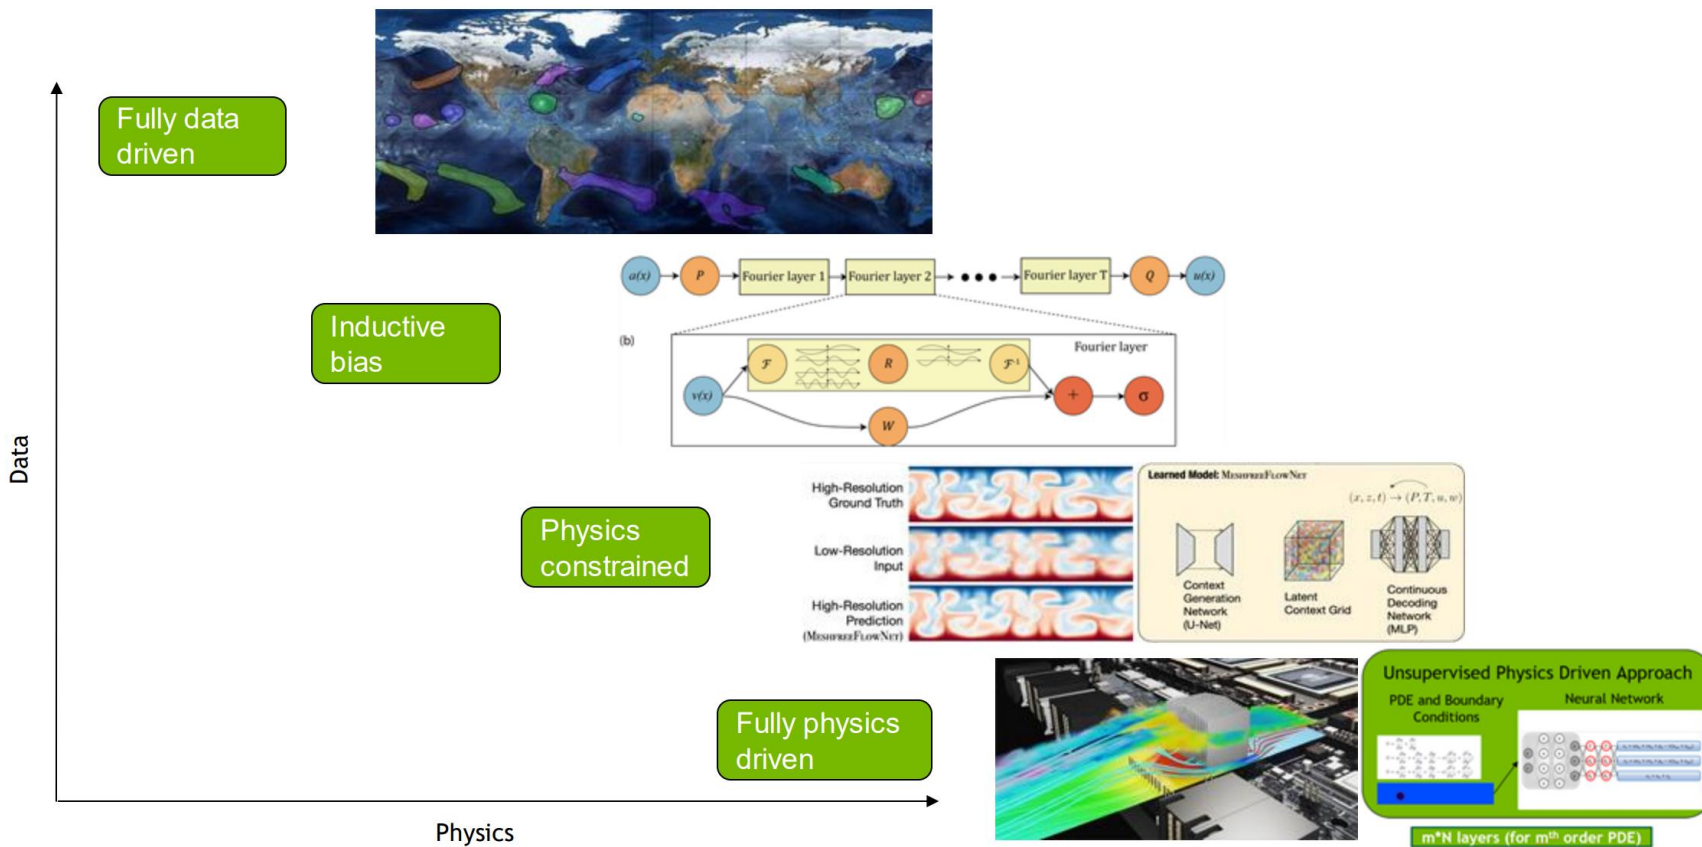 Fully data
driven
a(x)
P
Fourier layer 1
Fourier layer 2
Fourier layer T
Q
u(x)
Inductive
bias
(b)
Fourier layer
v(x)
F
R
F⁻¹
W
+
σ
Data
Physics
constrained
High-Resolution
Ground Truth
Low-Resolution
Input
High-Resolution
Prediction
(MESHFREEFLOWNET)
Learned Model: MESHFREEFLOWNET
(x, z, t) → (P, T, u, w)
Context
Generation
Network
(U-Net)
Latent
Context Grid
Continuous
Decoding
Network
(MLP)
Fully physics
driven
Unsupervised Physics Driven Approach
PDE and Boundary
Conditions
Neural Network
m*N layers (for mᵗʰ order PDE)
Physics